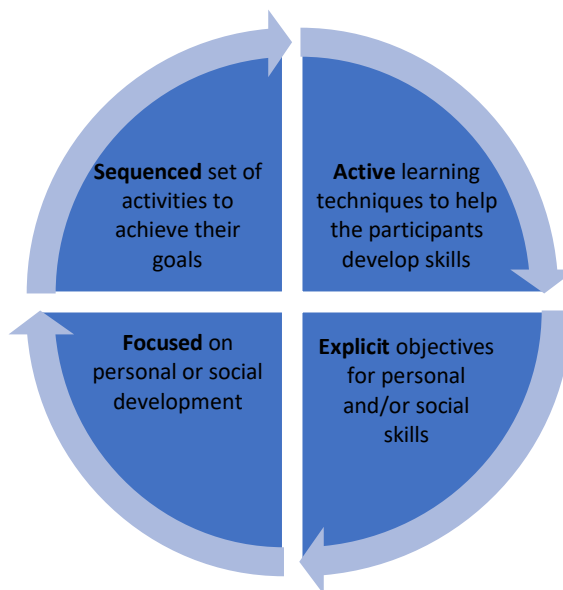 Sequenced set of
activities to
achieve their
goals
Active learning
techniques to help
the participants
develop skills
Focused on
personal or social
development
Explicit objectives
for personal
and/or social
skills